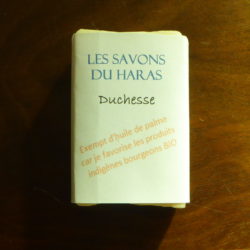 LES SAVONS
DU HARAS
Duchesse
Exempt d'huile de palme
car je favorise les produits
indigènes bourgeons BIO